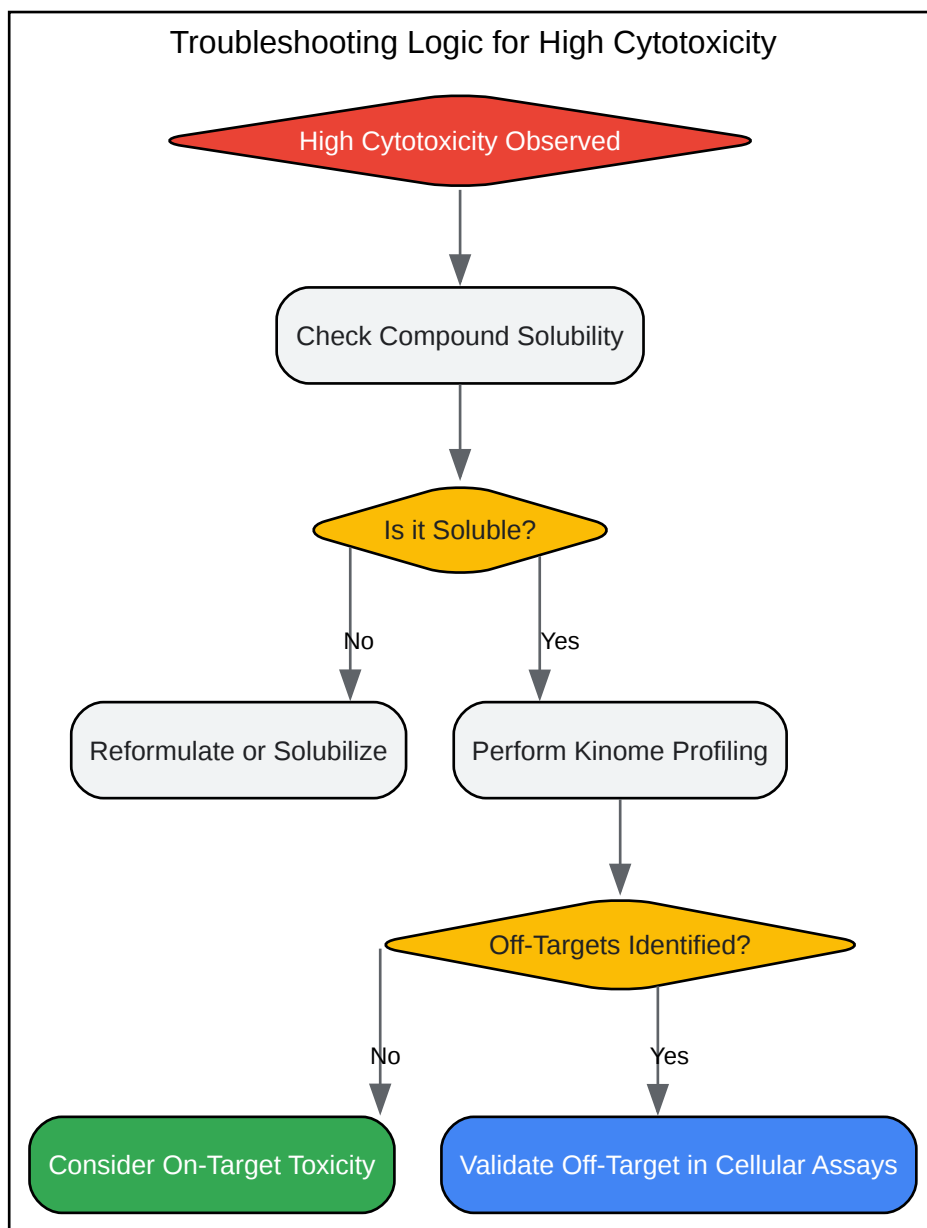 Troubleshooting Logic for High Cytotoxicity
High Cytotoxicity Observed
Check Compound Solubility
Is it Soluble?
No
Yes
Reformulate or Solubilize
Perform Kinome Profiling
Off-Targets Identified?
No
Yes
Consider On-Target Toxicity
Validate Off-Target in Cellular Assays